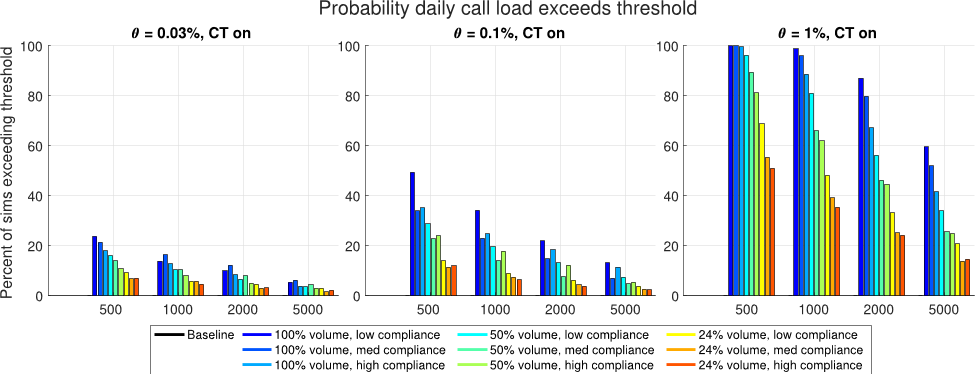 Probability daily call load exceeds threshold
θ = 0.03%, CT on
θ = 0.1%, CT on
θ = 1%, CT on
Percent of sims exceeding threshold
100
80
60
40
20
0
500
1000
2000
5000
100
80
60
40
20
0
500
1000
2000
5000
100
80
60
40
20
0
500
1000
2000
5000
Baseline
100% volume, low compliance
100% volume, med compliance
100% volume, high compliance
50% volume, low compliance
50% volume, med compliance
50% volume, high compliance
24% volume, low compliance
24% volume, med compliance
24% volume, high compliance